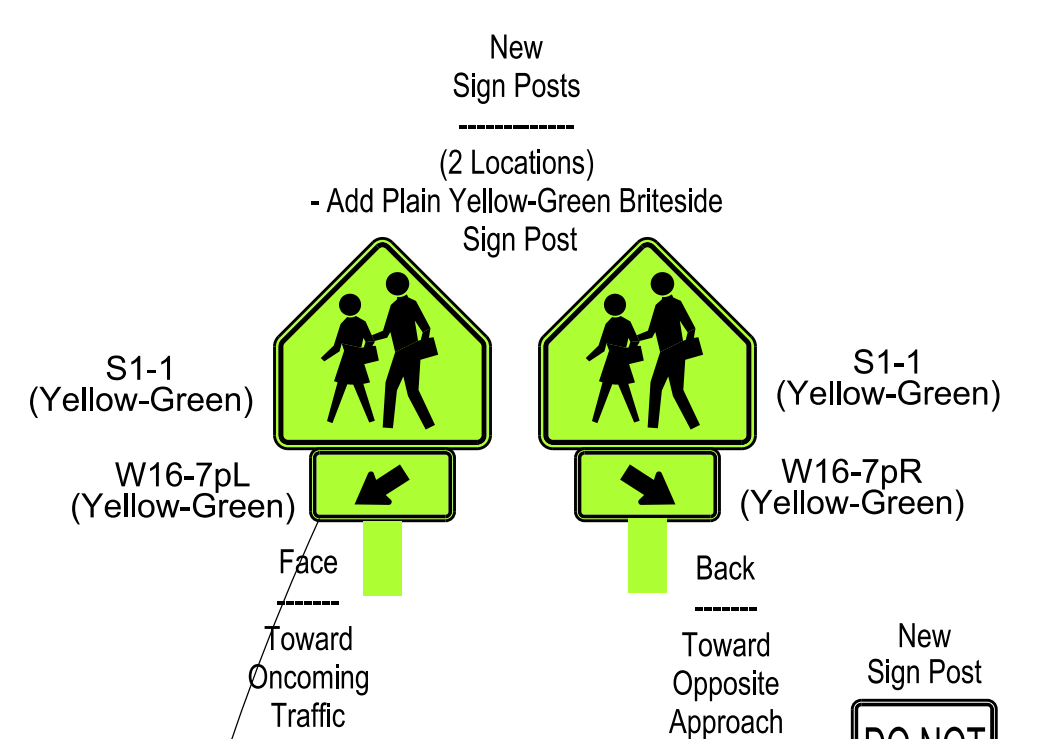 New
Sign Posts
-------------
(2 Locations)
- Add Plain Yellow-Green Briteside
Sign Post
S1-1
(Yellow-Green)
W16-7pL
(Yellow-Green)
Face
-------
Toward
Oncoming
Traffic
S1-1
(Yellow-Green)
W16-7pR
(Yellow-Green)
Back
-------
Toward
Opposite
Approach
New
Sign Post
DO NOT